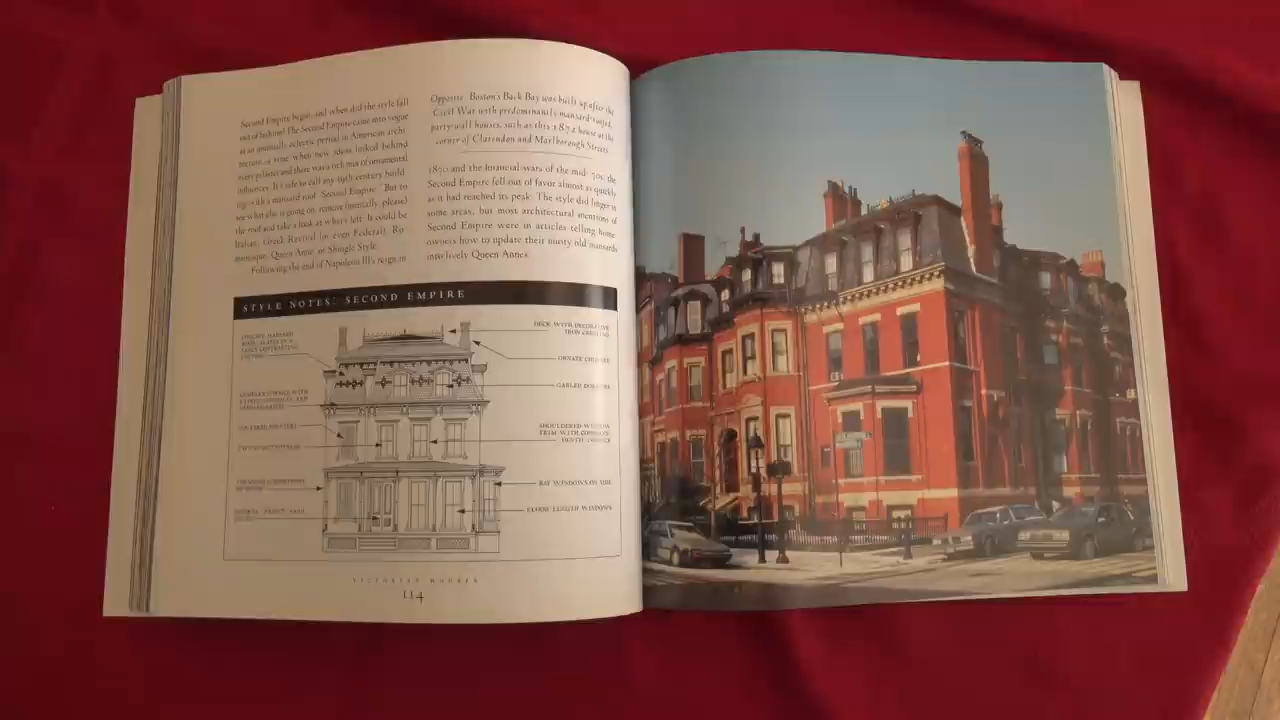 Second Empire begin, and when did the style fall
out of fashion? The Second Empire came into vogue
at an unusually eclectic period in American archi-
tecture, a time when new ideas linked behind
every pilaster and there was a rich mix of ornamental
influences. It's safe to call any 19th century build-
ing with a mansard roof "Second Empire." But to
see what else is going on, remove (mentally, please)
the roof and take a look at what's left. It could be
Italian, Greek Revival (or even Federal), Ro-
manesque, Queen Anne, or Shingle Style.
Following the end of Napoleon III's reign in
Opposite: Boston's Back Bay was built up after the
Civil War with predominantly mansard-roofed,
party-wall houses, such as this 1872 house at the
corner of Clarendon and Marlborough Streets.
1870 and the financial wars of the mid-'70s, the
Second Empire fell out of favor almost as quickly
as it had reached its peak. The style did linger in
some areas, but most architectural mentions of
Second Empire were in articles telling home-
owners how to update their musty old mansards
into lively Queen Annes.
STYLE NOTES: SECOND EMPIRE
DECK WITH DECORATIVE
IRON CRESTING
ORNATE CHIMNEY
GABLED DORMER
SHOULDERED WINDOW
TRIM WITH
BAY WINDOWS ON SIDE
FLOOR LENGTH WINDOWS
VICTORIAN HOUSES
114